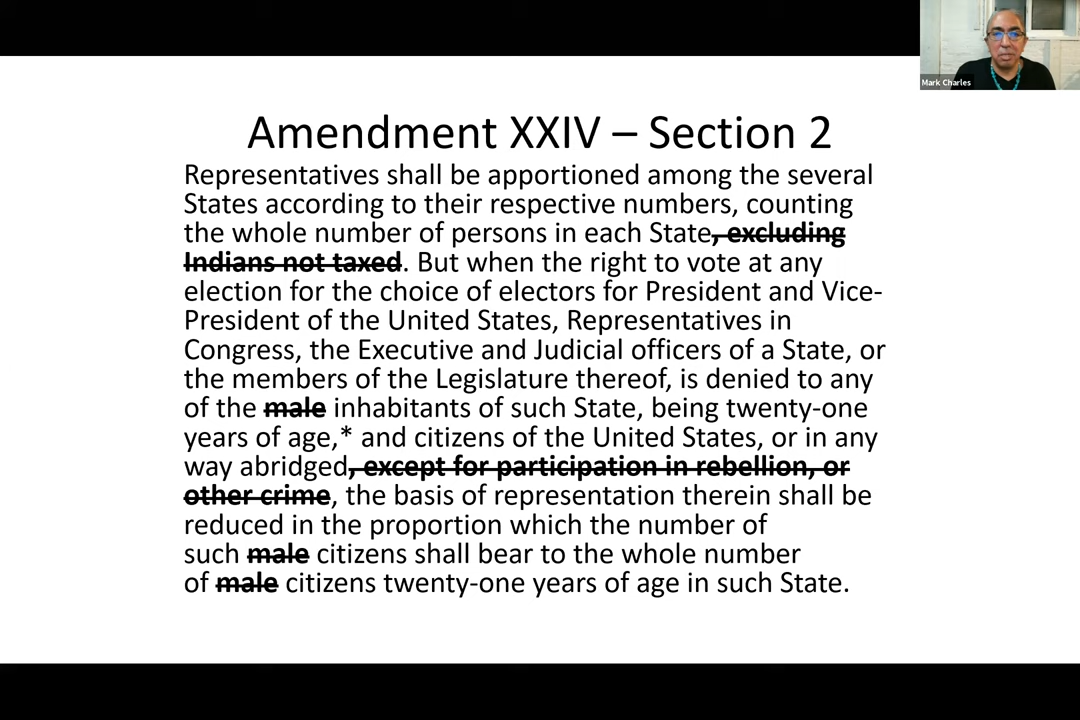 Mark Charles
Amendment XXIV – Section 2
Representatives shall be apportioned among the several
States according to their respective numbers, counting
the whole number of persons in each State, excluding
Indians not taxed. But when the right to vote at any
election for the choice of electors for President and Vice-
President of the United States, Representatives in
Congress, the Executive and Judicial officers of a State, or
the members of the Legislature thereof, is denied to any
of the male inhabitants of such State, being twenty-one
years of age,* and citizens of the United States, or in any
way abridged, except for participation in rebellion, or
other crime, the basis of representation therein shall be
reduced in the proportion which the number of
such male citizens shall bear to the whole number
of male citizens twenty-one years of age in such State.